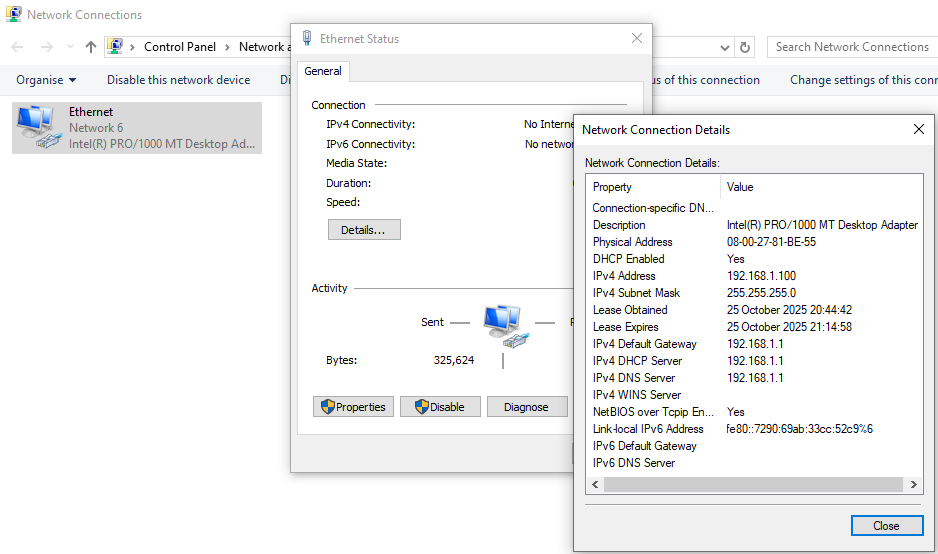 Network Connections
Control Panel
Network a
Search Network Connections
Organise
Disable this network device
Di
us of this connection
Change settings of this conn
Ethernet
Network 6
Intel(R) PRO/1000 MT Desktop Ad...
Ethernet Status
General
Connection
IPv4 Connectivity: No Interne
IPv6 Connectivity: No netwo
Media State:
Duration:
Speed:
Details...
Activity
Sent
Bytes: 325,624
Properties
Disable
Diagnose
Network Connection Details
Network Connection Details:
Property Value
Connection-specific DN...
Description Intel(R) PRO/1000 MT Desktop Adapter
Physical Address 08-00-27-81-BE-55
DHCP Enabled Yes
IPv4 Address 192.168.1.100
IPv4 Subnet Mask 255.255.255.0
Lease Obtained 25 October 2025 20:44:42
Lease Expires 25 October 2025 21:14:58
IPv4 Default Gateway 192.168.1.1
IPv4 DHCP Server 192.168.1.1
IPv4 DNS Server 192.168.1.1
IPv4 WINS Server
NetBIOS over Tcpip En... Yes
Link-local IPv6 Address fe80::7290:69ab:33cc:52c9%6
IPv6 Default Gateway
IPv6 DNS Server
Close